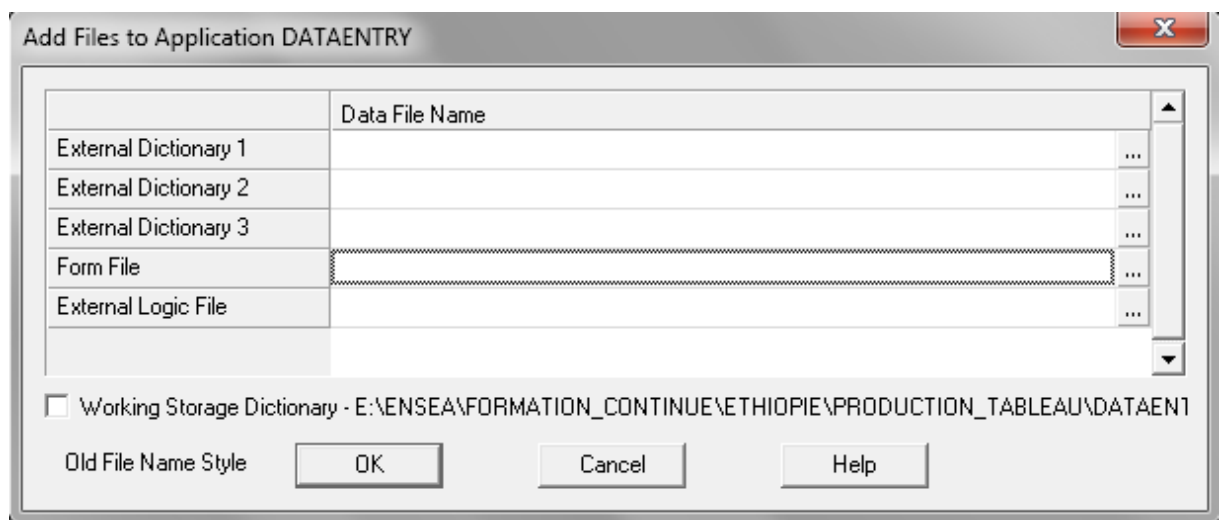 Add Files to Application DATAENTRY
X
Data File Name
External Dictionary 1 ...
External Dictionary 2 ...
External Dictionary 3 ...
Form File ...
External Logic File ...
Working Storage Dictionary - E:\ENSEA\FORMATION_CONTINUE\ETHIOPIE\PRODUCTION_TABLEAU\DATAENT
Old File Name Style OK Cancel Help